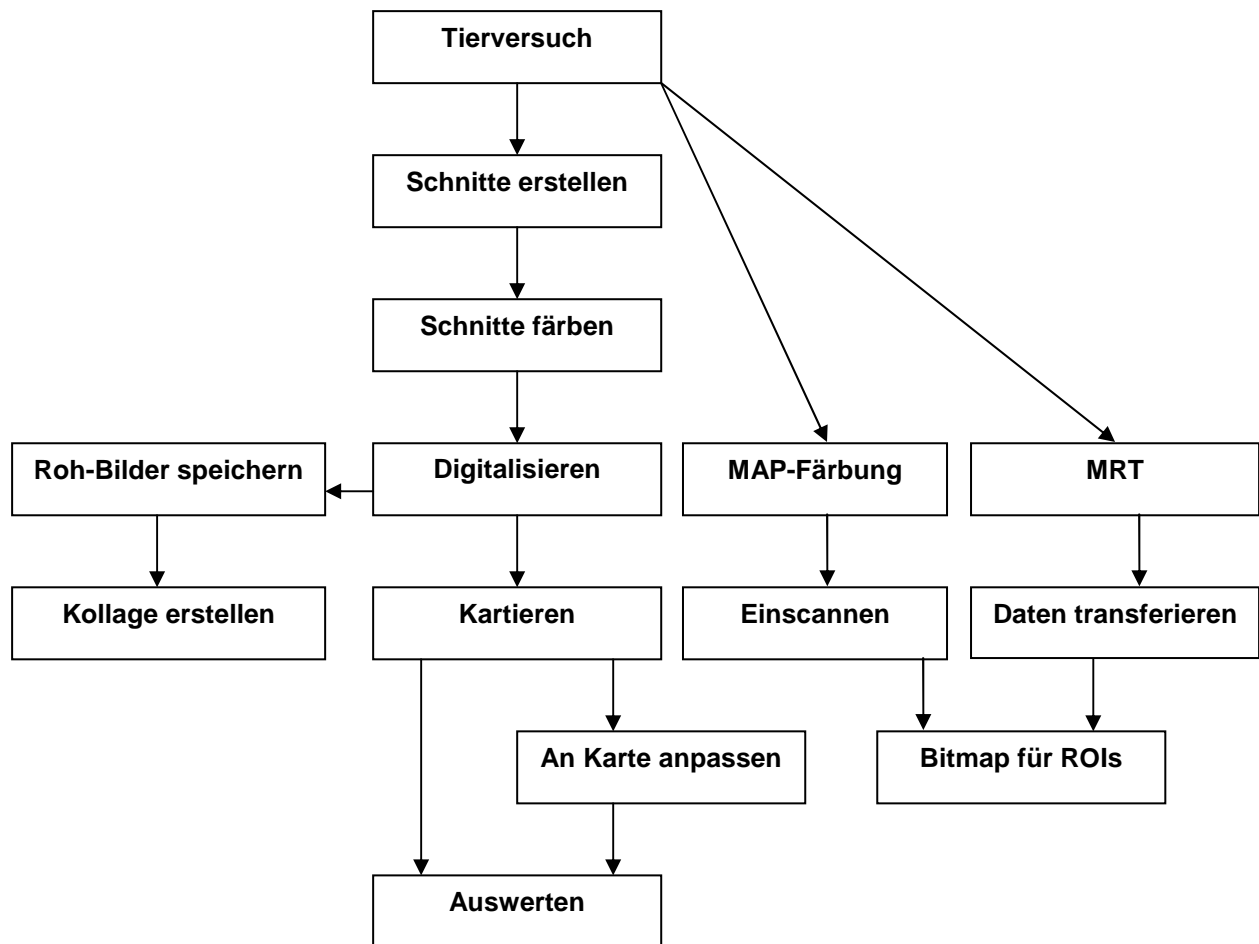 Tierversuch
Schnitte erstellen
Schnitte färben
Roh-Bilder speichern
Digitalisieren
MAP-Färbung
MRT
Kollage erstellen
Kartieren
Einscannen
Daten transferieren
An Karte anpassen
Bitmap für ROIs
Auswerten